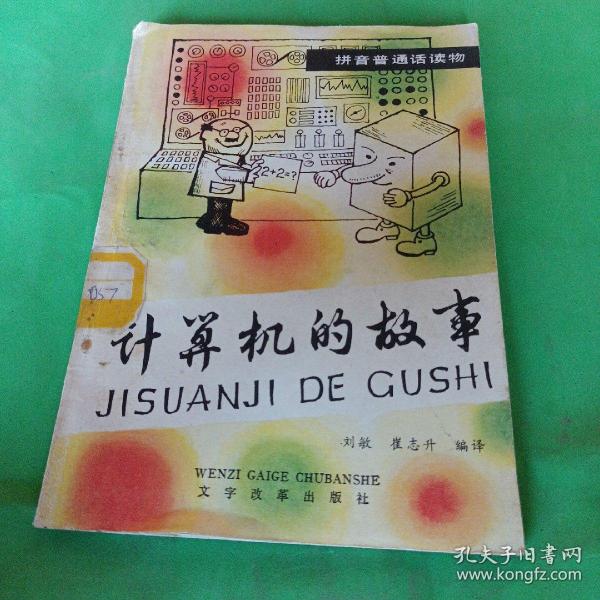 拼音普通话读物
2+2=?
D57
计算机的故事
JISUANJI DE GUSHI
刘敏 崔志升 编译
WENZI GAIGE CHUBANSHE
文字改革出版社
孔夫子旧书网
www.kongfz.com